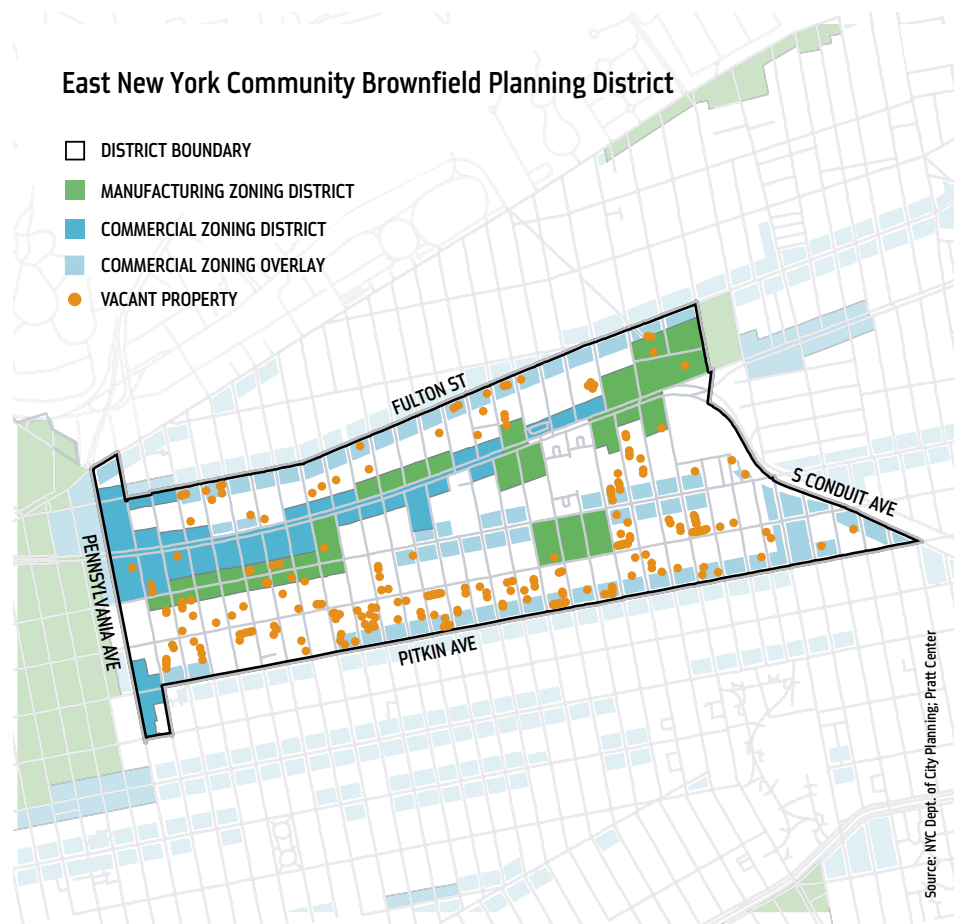 East New York Community Brownfield Planning District
DISTRICT BOUNDARY
MANUFACTURING ZONING DISTRICT
COMMERCIAL ZONING DISTRICT
COMMERCIAL ZONING OVERLAY
VACANT PROPERTY
FULTON ST
S CONDUIT AVE
PENNSYLVANIA AVE
PITKIN AVE
Source: NYC Dept. of City Planning; Pratt Center